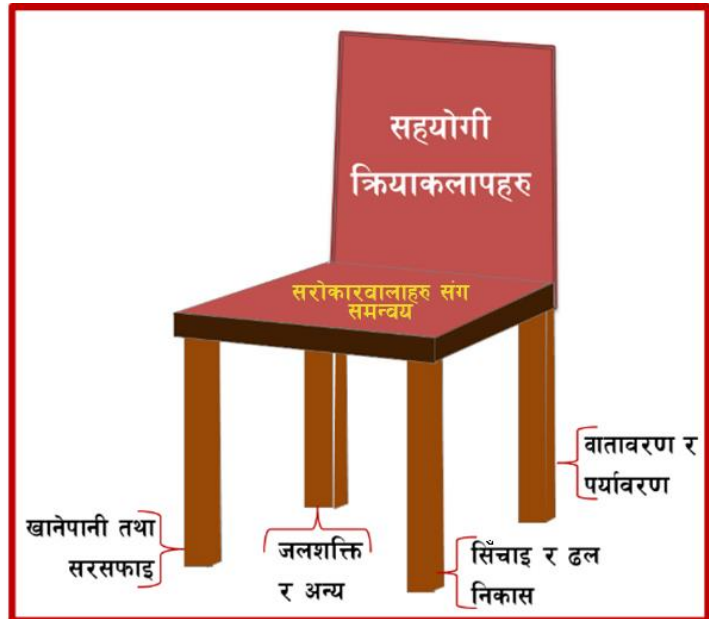 सहयोगी
क्रियाकलापहरु
सरोकारवालाहरु संग
समन्वय
वातावरण र
पर्यावरण
खानेपानी तथा
सरसफाइ
जलशक्ति
र अन्य
सिँचाइ र ढल
निकास